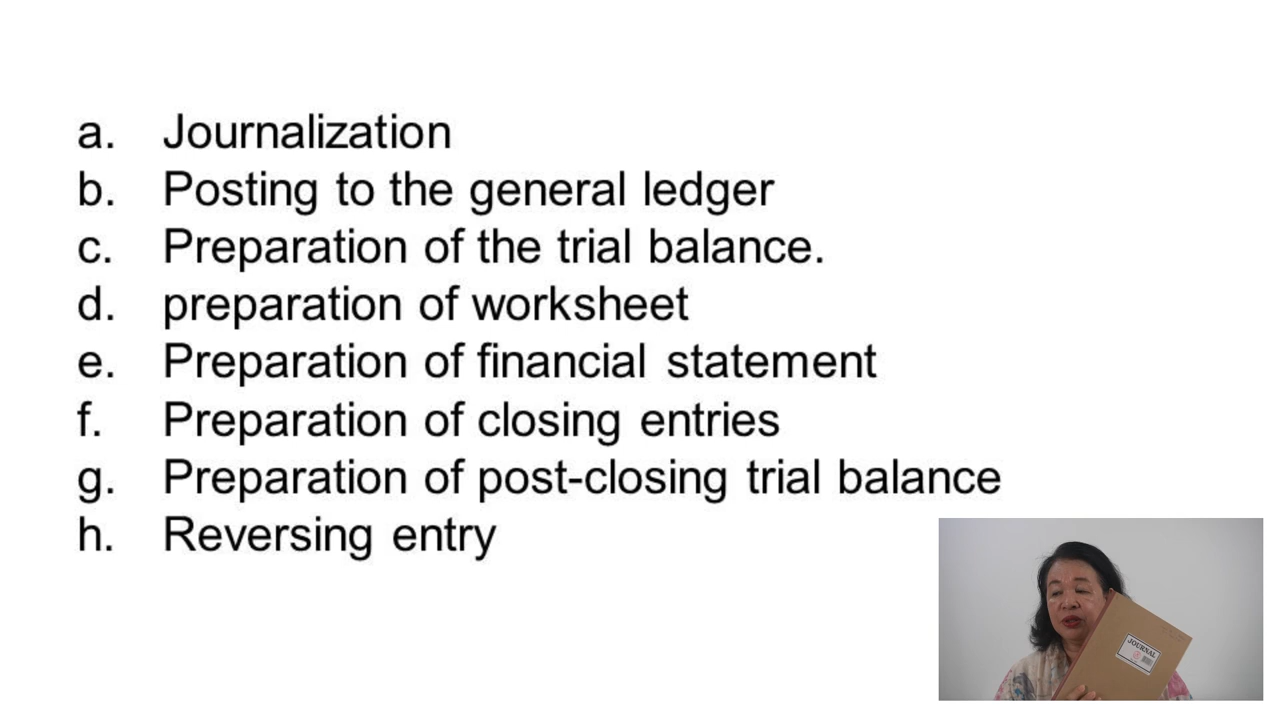 a. Journalization
b. Posting to the general ledger
c. Preparation of the trial balance.
d. preparation of worksheet
e. Preparation of financial statement
f. Preparation of closing entries
g. Preparation of post-closing trial balance
h. Reversing entry
JOURNAL